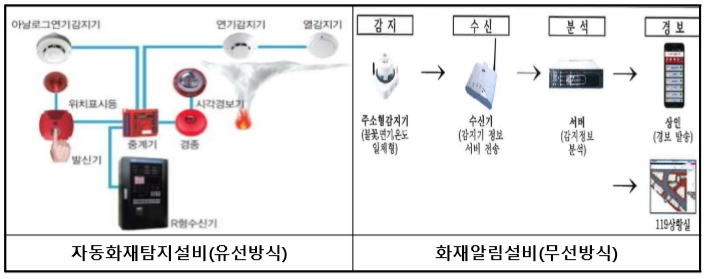 아날로그연기감지기
연기감지기
열감지기
위치표시등
시각경보기
발신기
중계기
경종
R형수신기
감 지
수 신
분 석
경 보
주소형감지기
(불꽃,연기,온도
일체형)
수신기
(감지기 정보
서버 전송)
서버
(감지정보
분석)
상인
(경보 발송)
119상황실
자동화재탐지설비(유선방식)
화재알림설비(무선방식)